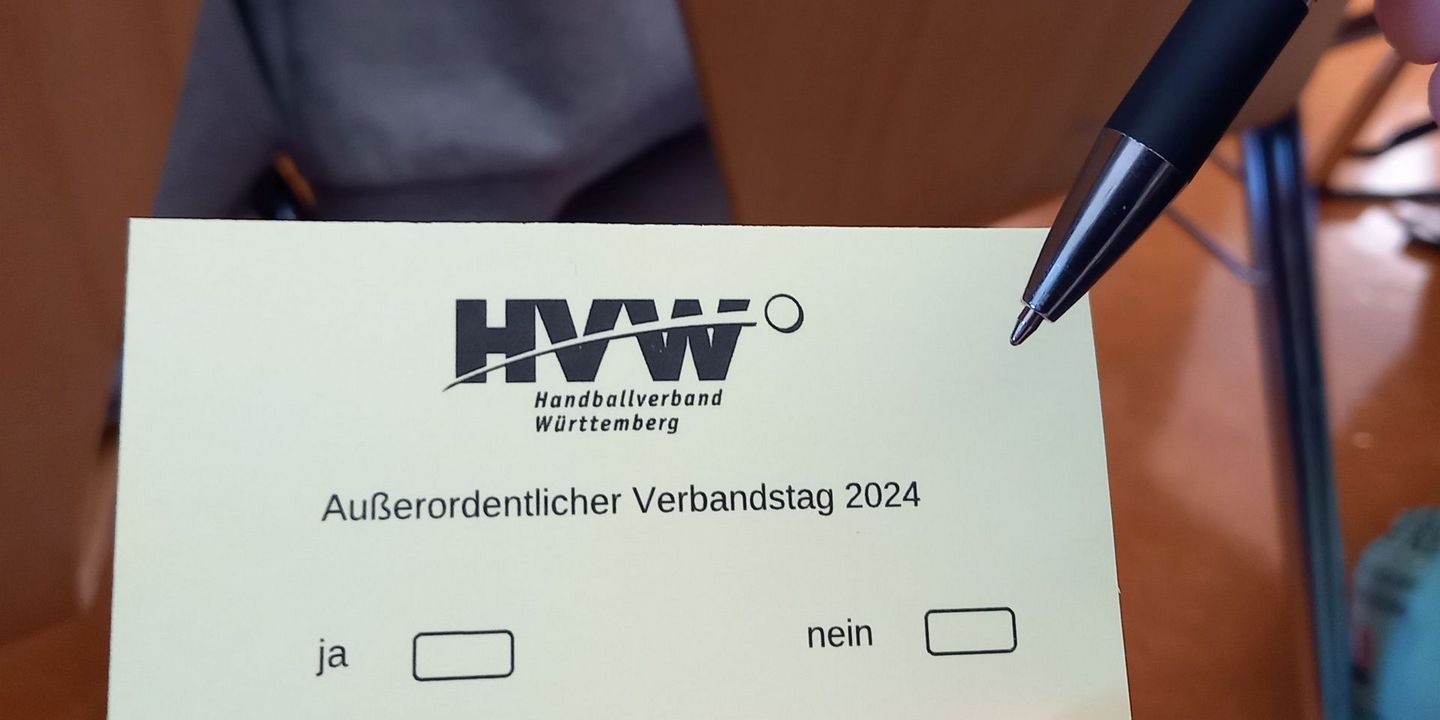 HVW
Handballverband
Württemberg
Außerordentlicher Verbandstag 2024
ja nein